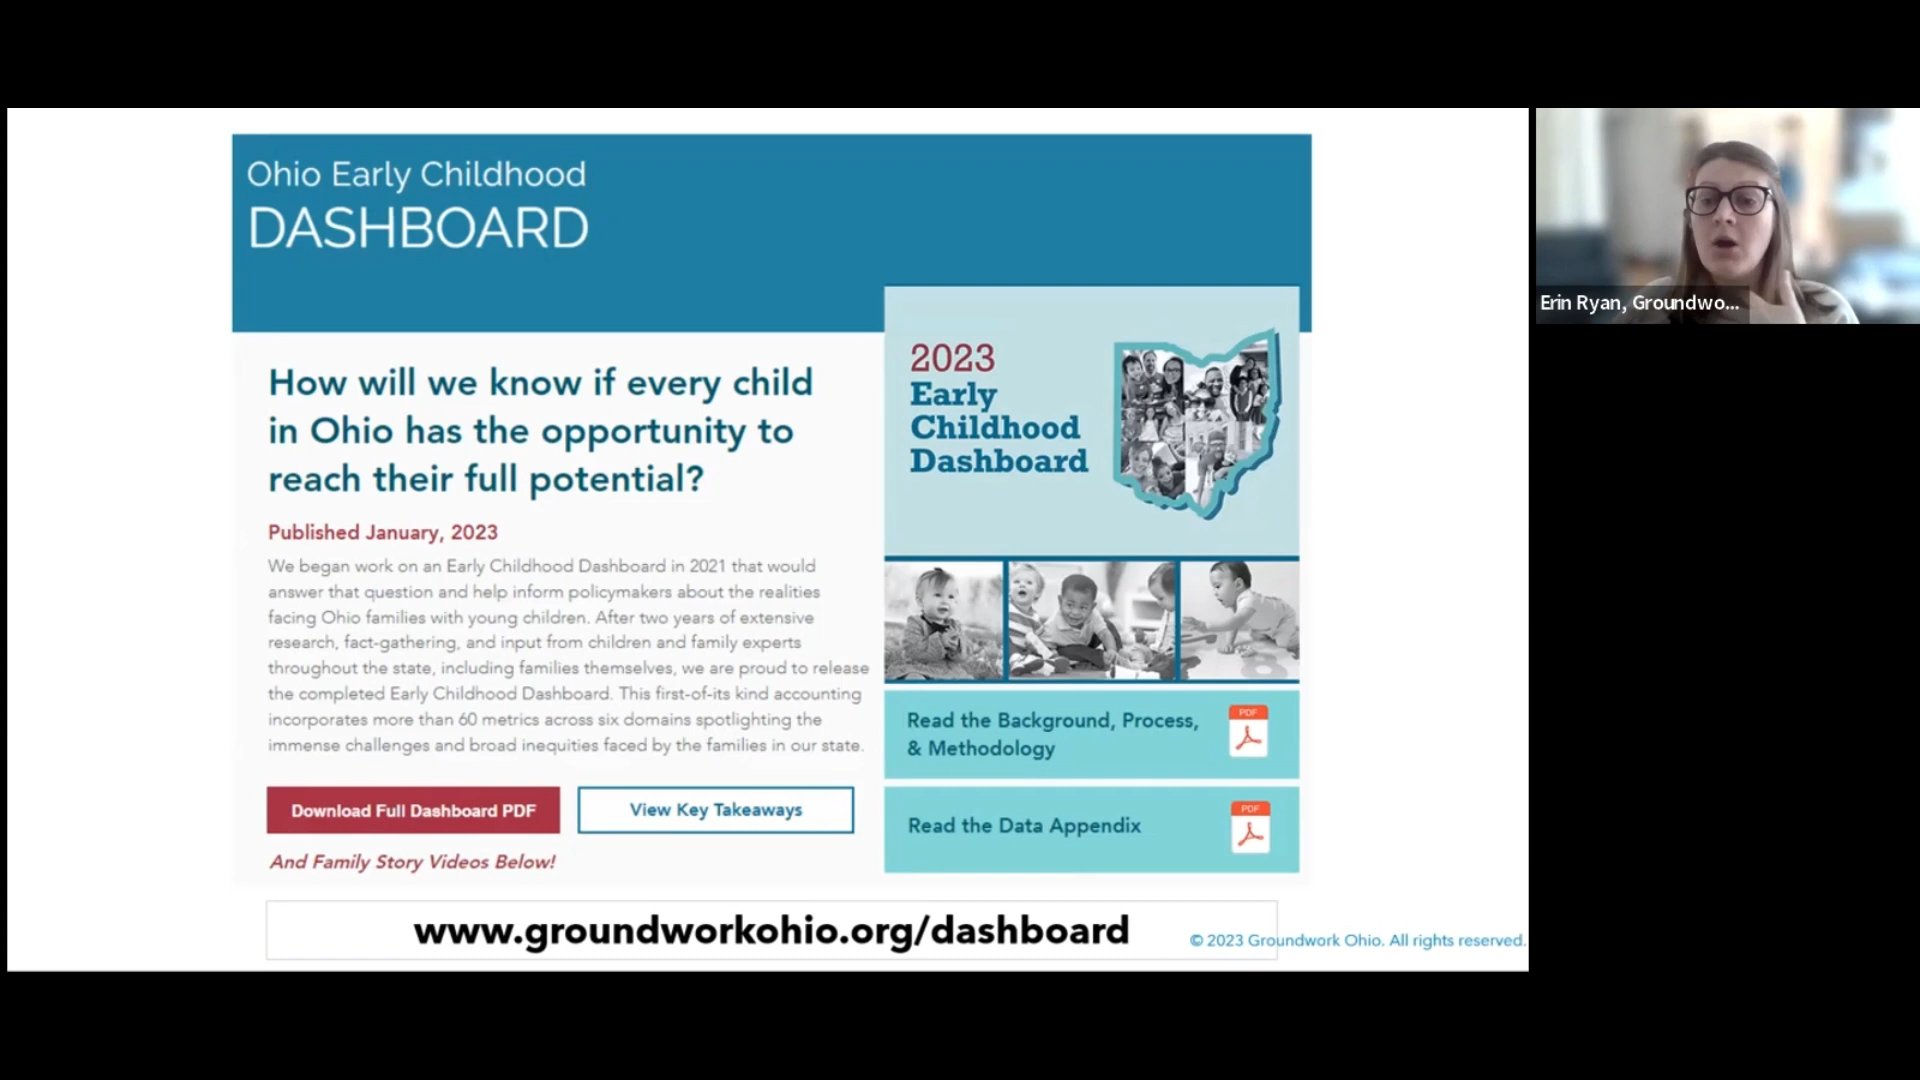 Ohio Early Childhood
DASHBOARD
How will we know if every child
in Ohio has the opportunity to
reach their full potential?
Published January, 2023
We began work on an Early Childhood Dashboard in 2021 that would
answer that question and help inform policymakers about the realities
facing Ohio families with young children. After two years of extensive
research, fact-gathering, and input from children and family experts
throughout the state, including families themselves, we are proud to release
the completed Early Childhood Dashboard. This first-of-its kind accounting
incorporates more than 60 metrics across six domains spotlighting the
immense challenges and broad inequities faced by the families in our state.
Download Full Dashboard PDF
View Key Takeaways
And Family Story Videos Below!
2023
Early
Childhood
Dashboard
Read the Background, Process,
& Methodology
PDF
Read the Data Appendix
PDF
www.groundworkohio.org/dashboard
© 2023 Groundwork Ohio. All rights reserved.
Erin Ryan, Groundwo...